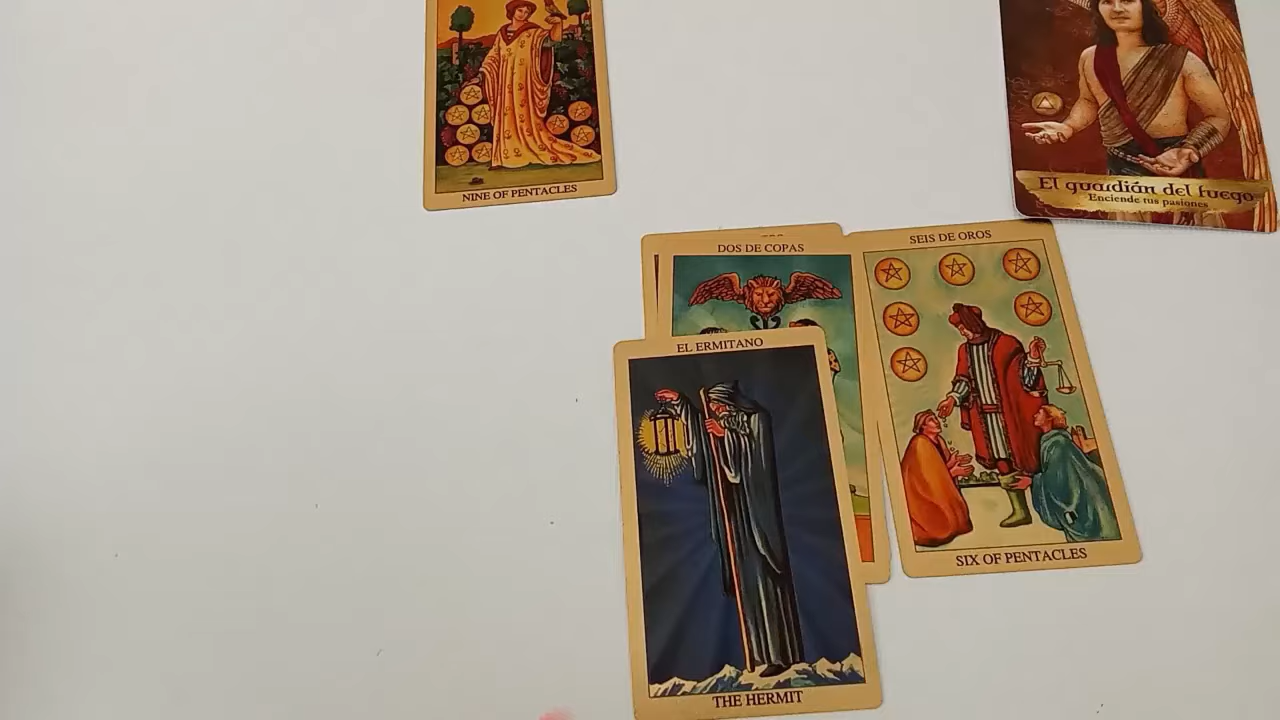 NINE OF PENTACLES
El guardián del fuego
Enciende tus pasiones
DOS DE COPAS
SEIS DE OROS
EL ERMITANO
SIX OF PENTACLES
THE HERMIT